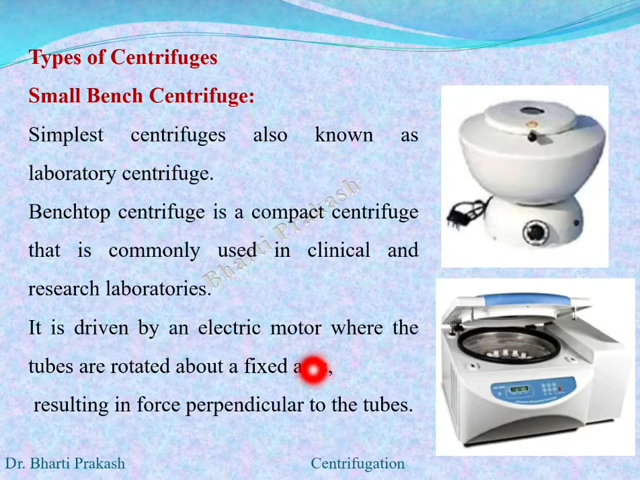 Types of Centrifuges
Small Bench Centrifuge:
Simplest centrifuges also known as
laboratory centrifuge.
Benchtop centrifuge is a compact centrifuge
that is commonly used in clinical and
research laboratories.
It is driven by an electric motor where the
tubes are rotated about a fixed
resulting in force perpendicular to the tubes.
Bharti Prakash
Dr. Bharti Prakash
Centrifugation